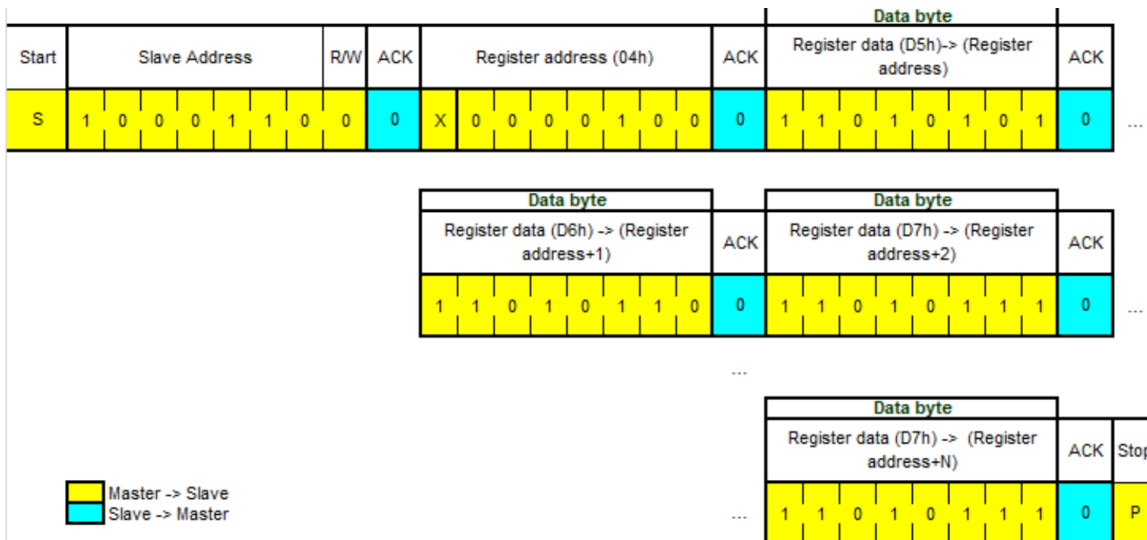 Data byte
Start Slave Address R/W ACK Register address (04h) ACK Register data (D5h)-> (Register address) ACK
S 1 0 0 0 1 1 0 0 0 X 0 0 0 0 1 0 0 0 1 1 0 1 0 1 0 1 0 ...
Data byte Data byte
Register data (D6h) -> (Register address+1) ACK Register data (D7h) -> (Register address+2) ACK
1 1 0 1 0 1 1 0 0 1 1 0 1 0 1 1 1 0 ...
...
Data byte
Register data (D7h) -> (Register address+N) ACK Stop
Master -> Slave
Slave -> Master
... 1 1 0 1 0 1 1 1 0 P